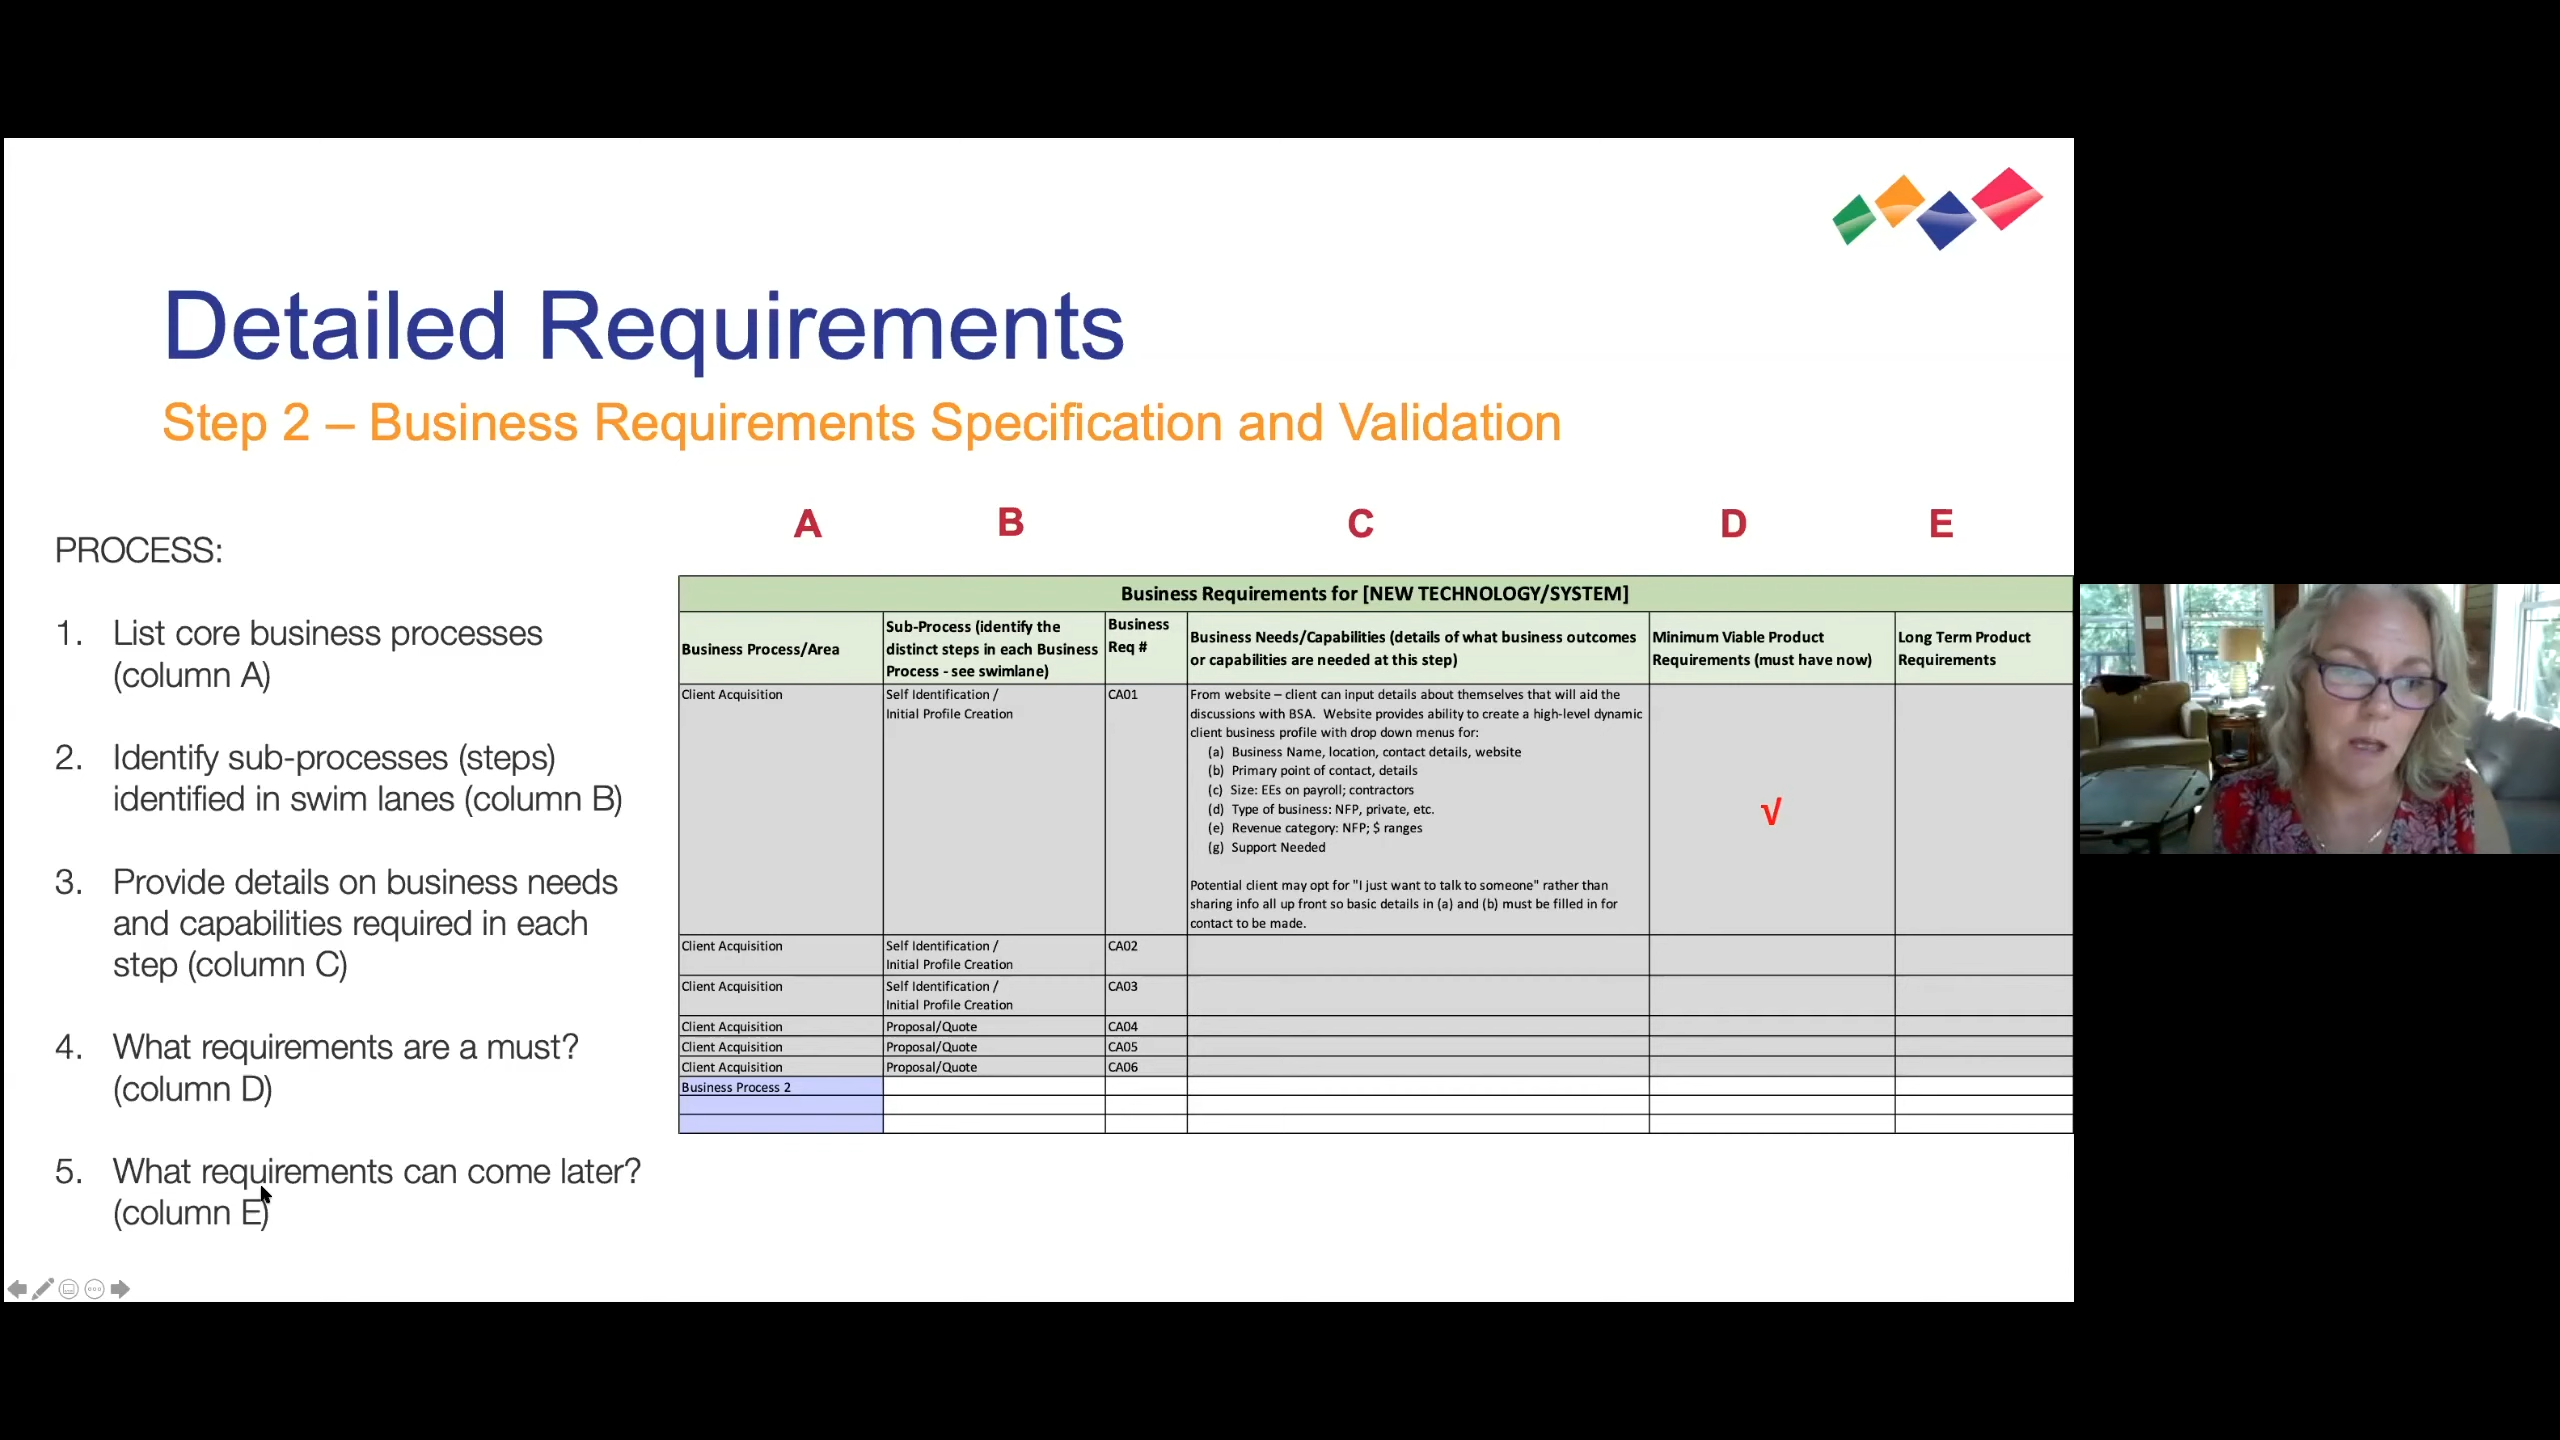 Detailed Requirements
Step 2 – Business Requirements Specification and Validation
PROCESS:
1. List core business processes
(column A)
2. Identify sub-processes (steps)
identified in swim lanes (column B)
3. Provide details on business needs
and capabilities required in each
step (column C)
4. What requirements are a must?
(column D)
5. What requirements can come later?
(column E)
A B C D E
Business Requirements for [NEW TECHNOLOGY/SYSTEM]
Business Process/Area
Sub-Process (identify the
distinct steps in each Business
Process - see swimlane)
Business
Req #
Business Needs/Capabilities (details of what business outcomes
or capabilities are needed at this step)
Minimum Viable Product
Requirements (must have now)
Long Term Product
Requirements
Client Acquisition
Self Identification /
Initial Profile Creation
CA01
From website – client can input details about themselves that will aid the
discussions with BSA. Website provides ability to create a high-level dynamic
client business profile with drop down menus for:
(a) Business Name, location, contact details, website
(b) Primary point of contact, details
(c) Size: EEs on payroll; contractors
(d) Type of business: NFP, private, etc.
(e) Revenue category: NFP; $ ranges
(g) Support Needed
Potential client may opt for "I just want to talk to someone" rather than
sharing info all up front so basic details in (a) and (b) must be filled in for
contact to be made.
√
Client Acquisition
Self Identification /
Initial Profile Creation
CA02
Client Acquisition
Self Identification /
Initial Profile Creation
CA03
Client Acquisition Proposal/Quote CA04
Client Acquisition Proposal/Quote CA05
Client Acquisition Proposal/Quote CA06
Business Process 2